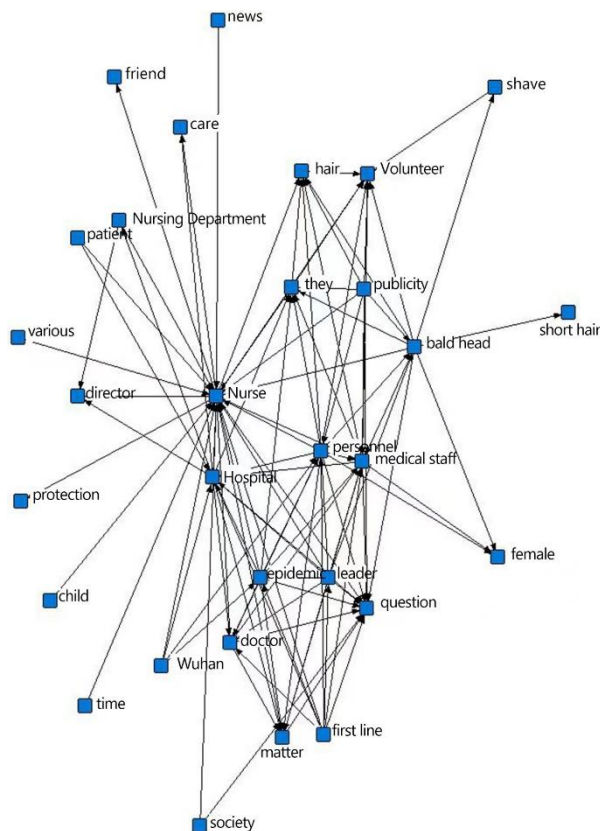 news
friend
shave
care
hair
Volunteer
Nursing Department
patient
they
publicity
various
bald head
short hair
director
Nurse
personnel
medical staff
Hospital
protection
female
epidemic
leader
child
question
doctor
Wuhan
time
first line
matter
society